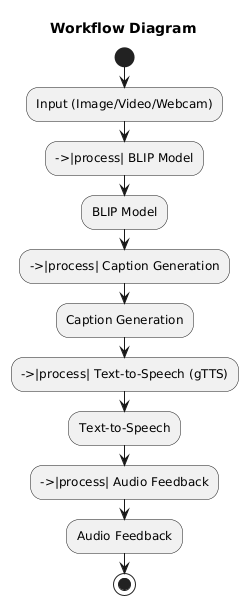 Workflow Diagram
Input (Image/Video/Webcam)
->|process| BLIP Model
BLIP Model
->|process| Caption Generation
Caption Generation
->|process| Text-to-Speech (gTTS)
Text-to-Speech
->|process| Audio Feedback
Audio Feedback